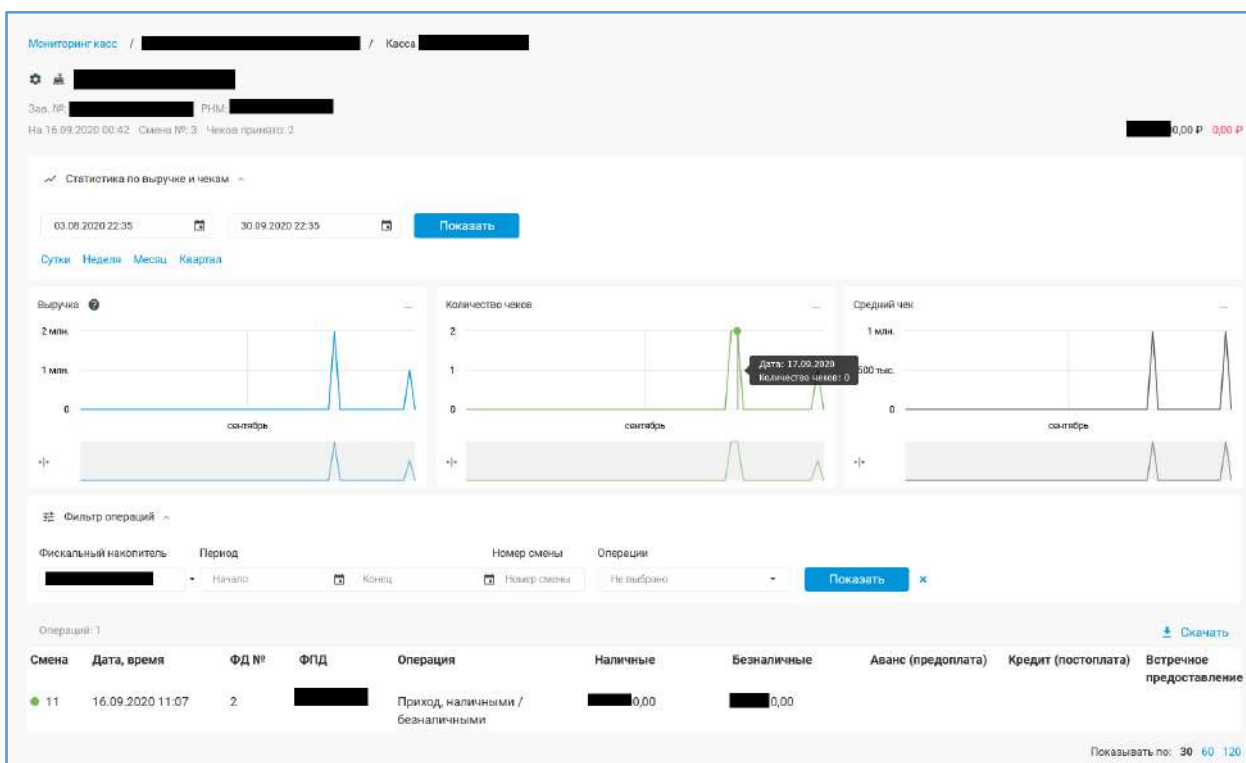 Мониторинг касс / / Касса
Зав. №: РНМ:
На 16.09.2020 00:42 Смена №: 3 Чеков принято: 2
0,00 ₽ 0,00 ₽
Статистика по выручке и чекам
03.08.2020 22:35 30.09.2020 22:35 Показать
Сутки Неделя Месяц Квартал
Выручка
2 млн.
1 млн.
0
сентябрь
Количество чеков
2
1
0
сентябрь
Дата: 17.09.2020
Количество чеков: 0
Средний чек
1 млн.
500 тыс.
0
сентябрь
Фильтр операций
Фискальный накопитель Период Номер смены Операции
Начало Конец Номер смены Не выбрано Показать
Операций: 1
Скачать
Смена Дата, время ФД № ФПД Операция Наличные Безналичные Аванс (предоплата) Кредит (постоплата) Встречное
предоставление
11 16.09.2020 11:07 2 Приход, наличными / 0,00 0,00
безналичными
Показывать по: 30 60 120